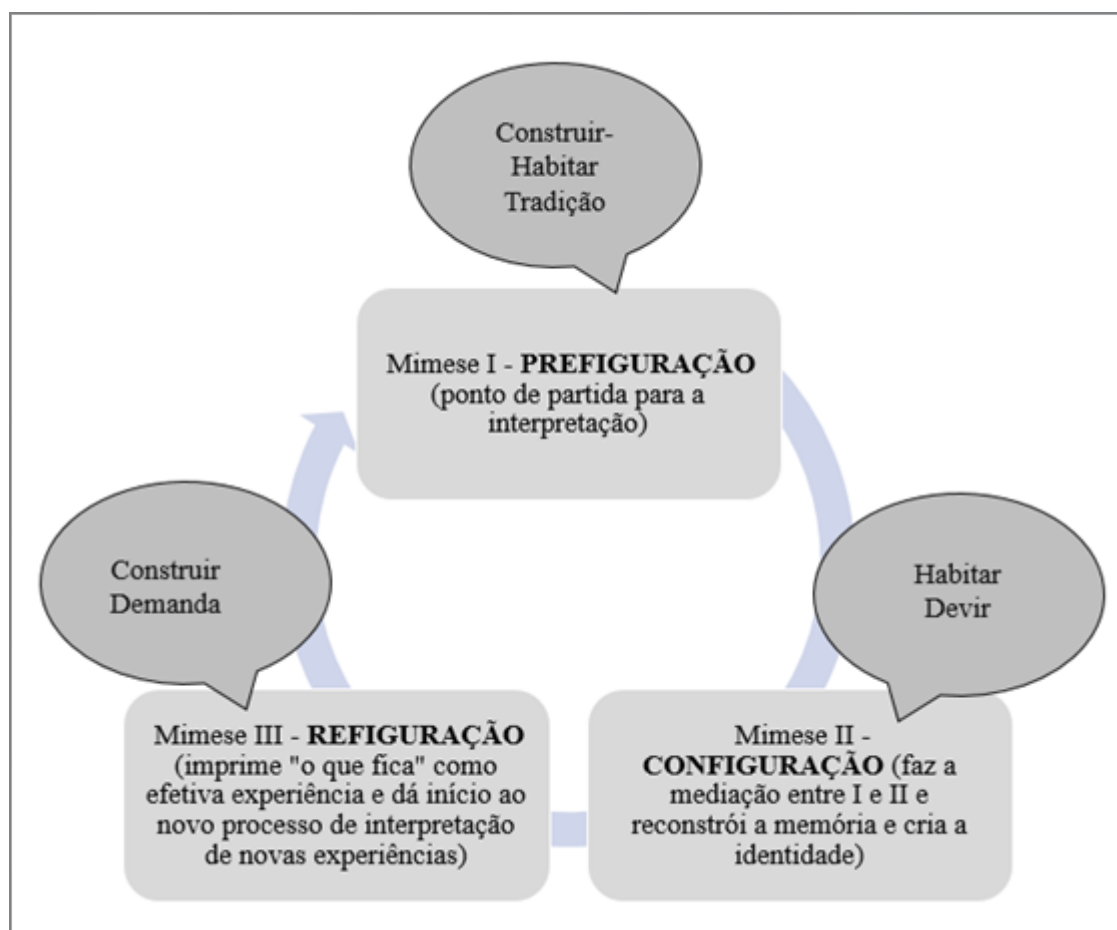 Construir-
Habitar
Tradição
Mimese I - PREFIGURAÇÃO
(ponto de partida para a
interpretação)
Construir
Demanda
Habitar
Devir
Mimese III - REFIGURAÇÃO
(imprime "o que fica" como
efetiva experiência e dá início ao
novo processo de interpretação
de novas experiências)
Mimese II -
CONFIGURAÇÃO (faz a
mediação entre I e II e
reconstrói a memória e cria a
identidade)